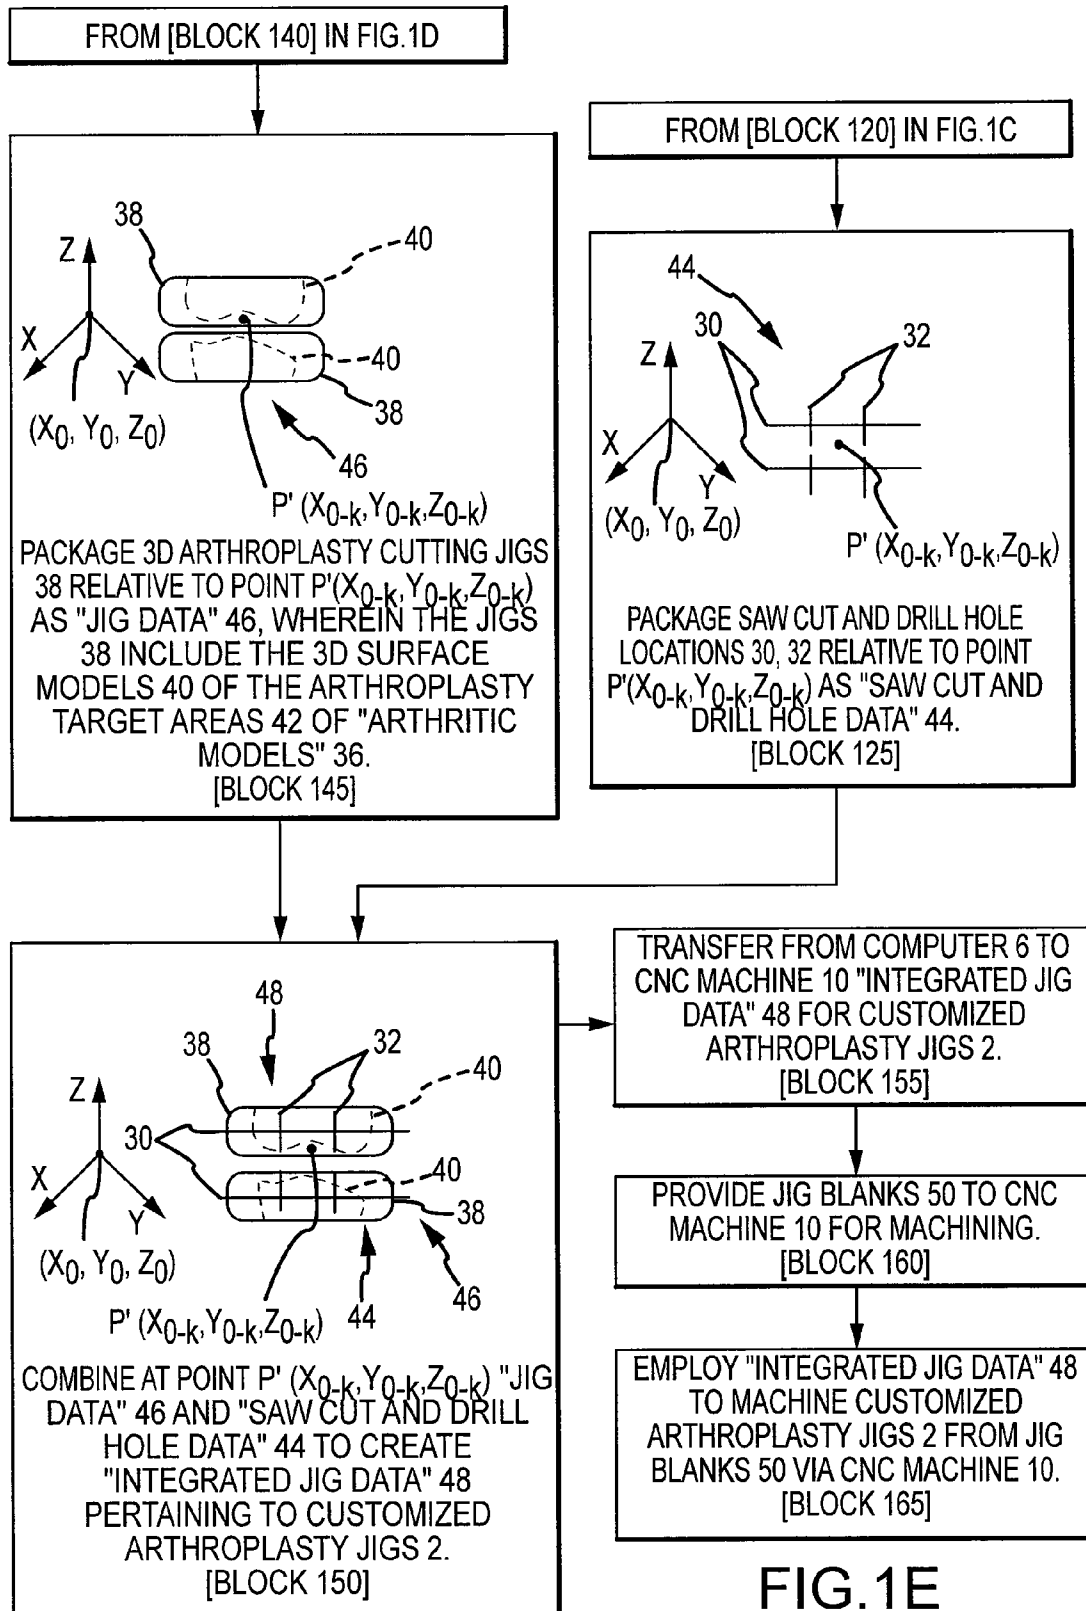 FROM [BLOCK 140] IN FIG.1D
38
40
Z
X
Y
40
38
(X0, Y0, Z0)
46
P' (X0-k,Y0-k,Z0-k)
PACKAGE 3D ARTHROPLASTY CUTTING JIGS
38 RELATIVE TO POINT P'(X0-k,Y0-k,Z0-k)
AS "JIG DATA" 46, WHEREIN THE JIGS
38 INCLUDE THE 3D SURFACE
MODELS 40 OF THE ARTHROPLASTY
TARGET AREAS 42 OF "ARTHRITIC
MODELS" 36.
[BLOCK 145]
FROM [BLOCK 120] IN FIG.1C
44
30
32
Z
X
Y
(X0, Y0, Z0)
P' (X0-k,Y0-k,Z0-k)
PACKAGE SAW CUT AND DRILL HOLE
LOCATIONS 30, 32 RELATIVE TO POINT
P'(X0-k,Y0-k,Z0-k) AS "SAW CUT AND
DRILL HOLE DATA" 44.
[BLOCK 125]
48
38
32
40
Z
30
40
X
Y
38
(X0, Y0, Z0)
46
P' (X0-k,Y0-k,Z0-k)
44
COMBINE AT POINT P' (X0-k,Y0-k,Z0-k) "JIG
DATA" 46 AND "SAW CUT AND DRILL
HOLE DATA" 44 TO CREATE
"INTEGRATED JIG DATA" 48
PERTAINING TO CUSTOMIZED
ARTHROPLASTY JIGS 2.
[BLOCK 150]
TRANSFER FROM COMPUTER 6 TO
CNC MACHINE 10 "INTEGRATED JIG
DATA" 48 FOR CUSTOMIZED
ARTHROPLASTY JIGS 2.
[BLOCK 155]
PROVIDE JIG BLANKS 50 TO CNC
MACHINE 10 FOR MACHINING.
[BLOCK 160]
EMPLOY "INTEGRATED JIG DATA" 48
TO MACHINE CUSTOMIZED
ARTHROPLASTY JIGS 2 FROM JIG
BLANKS 50 VIA CNC MACHINE 10.
[BLOCK 165]
FIG.1E